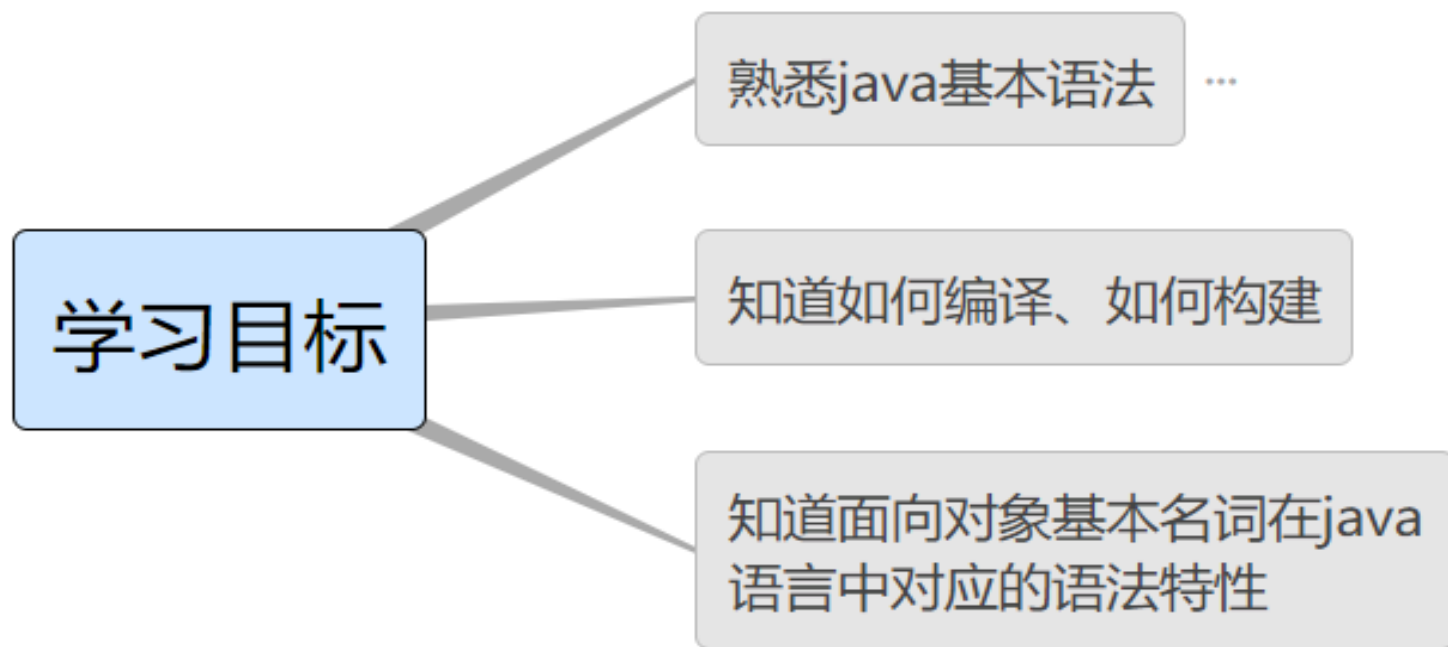 熟悉java基本语法
...
学习目标
知道如何编译、如何构建
知道面向对象基本名词在java
语言中对应的语法特性